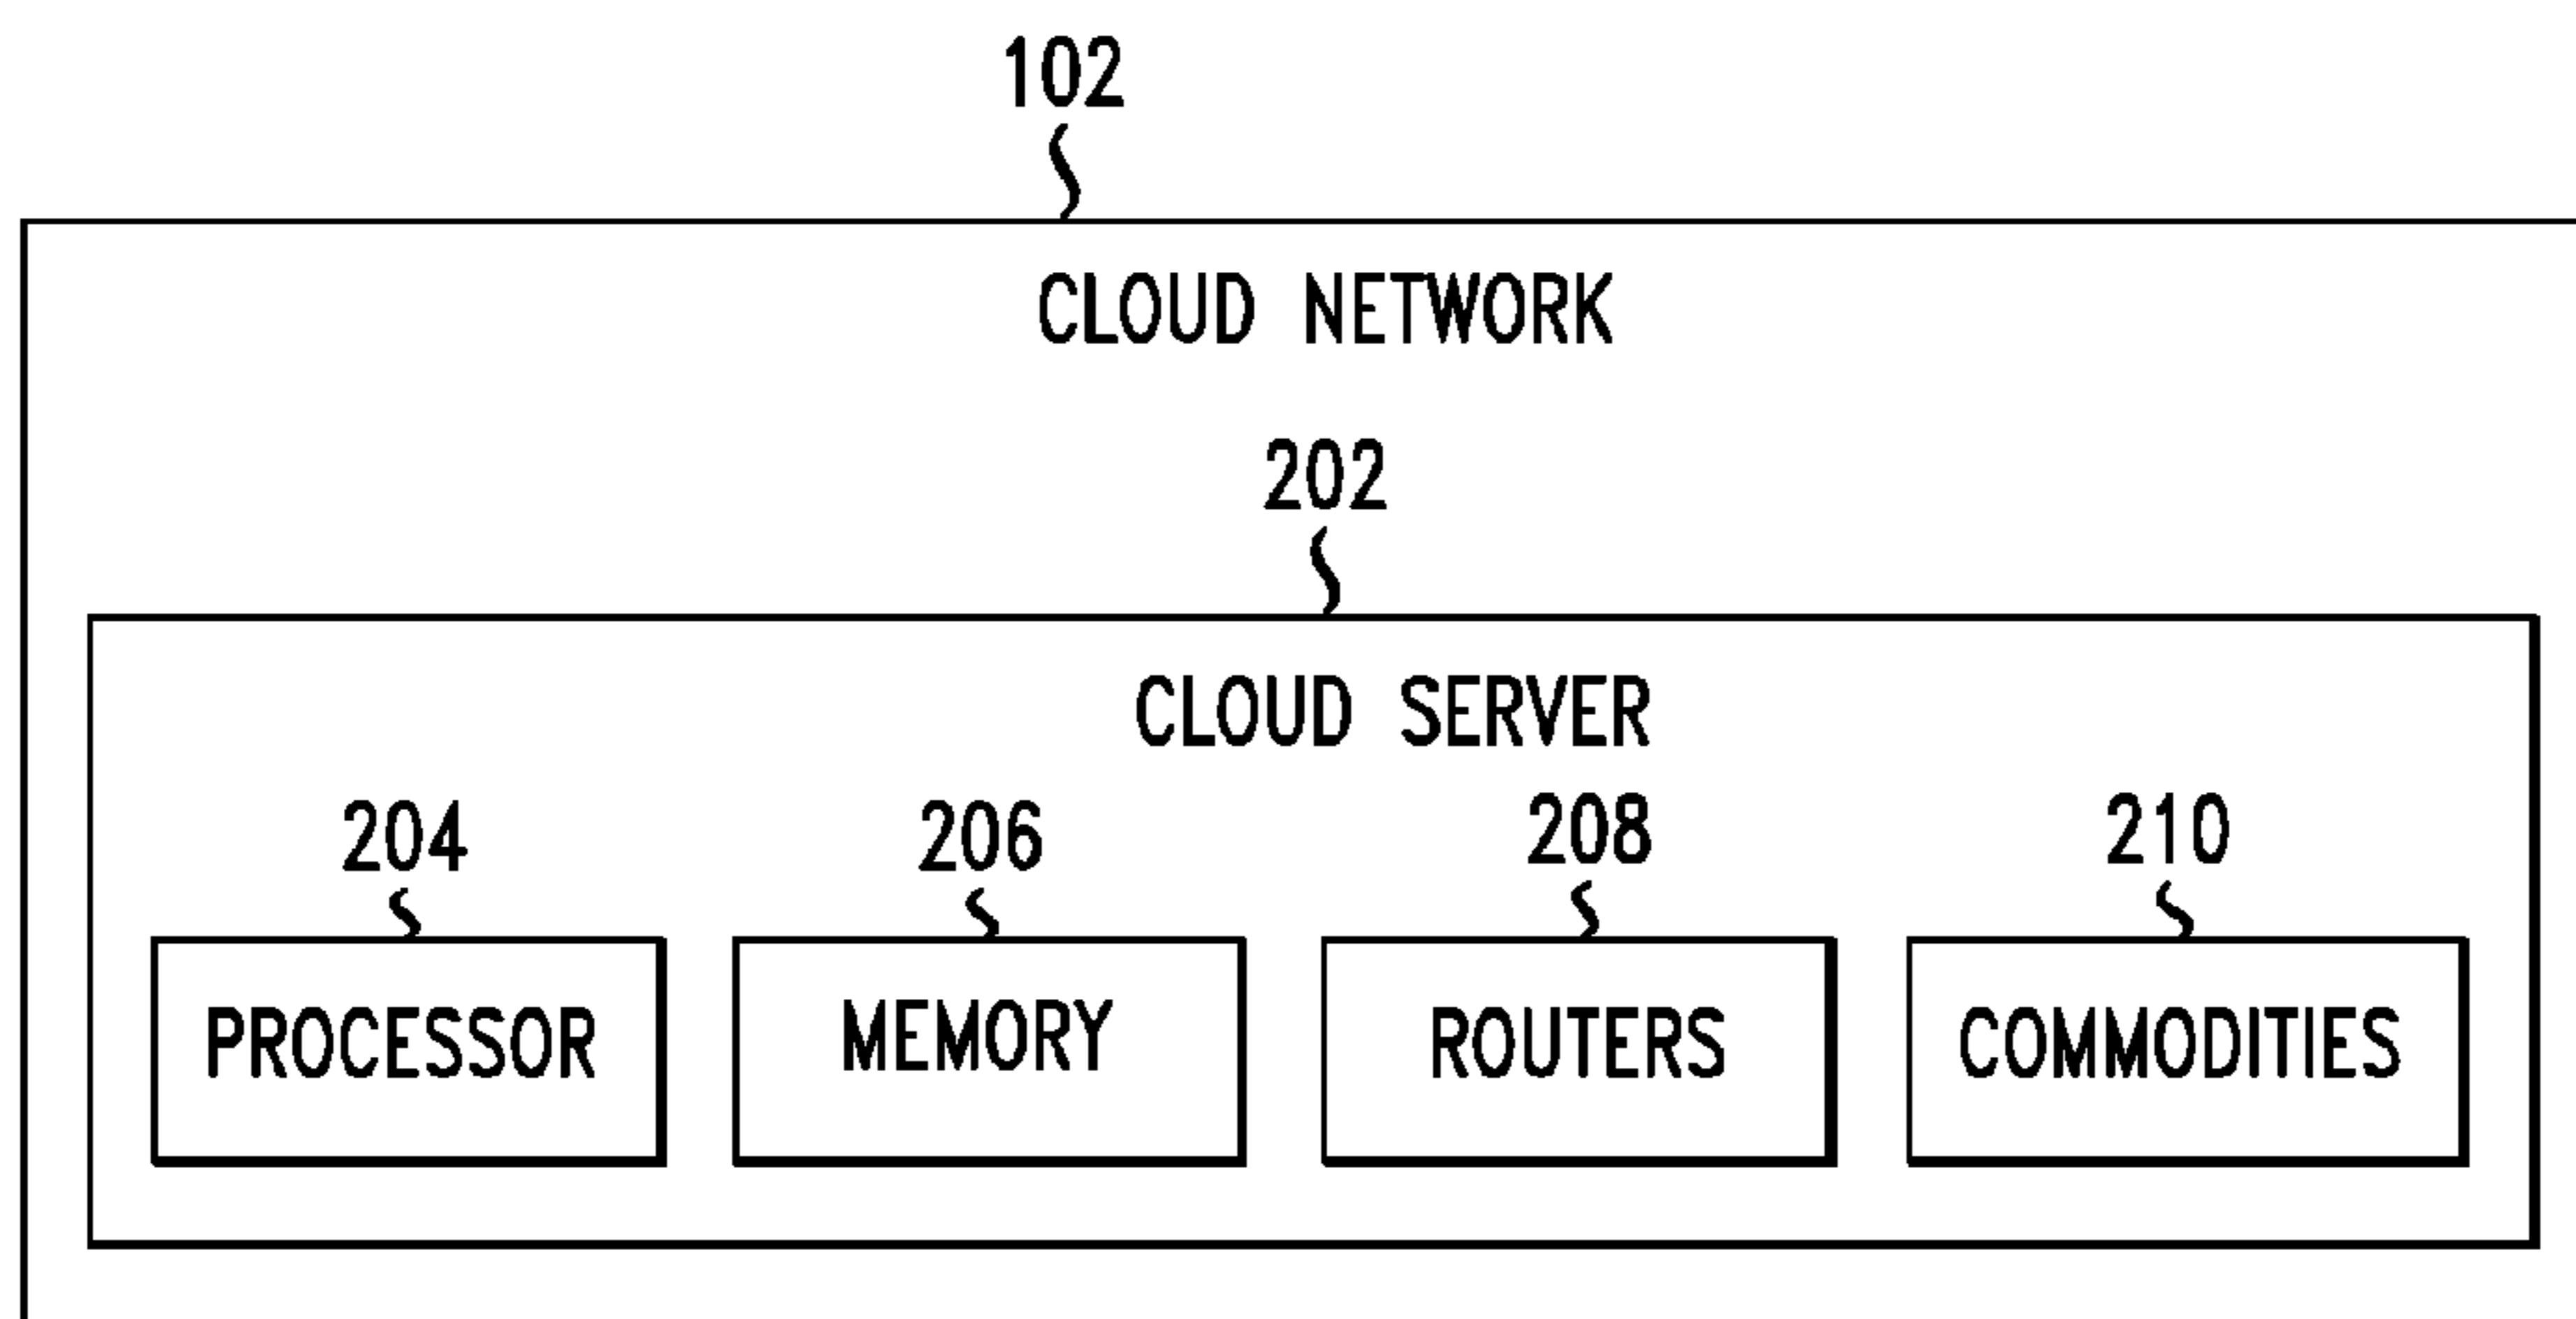 102
CLOUD NETWORK
202
CLOUD SERVER
204 206 208 210
PROCESSOR MEMORY ROUTERS COMMODITIES